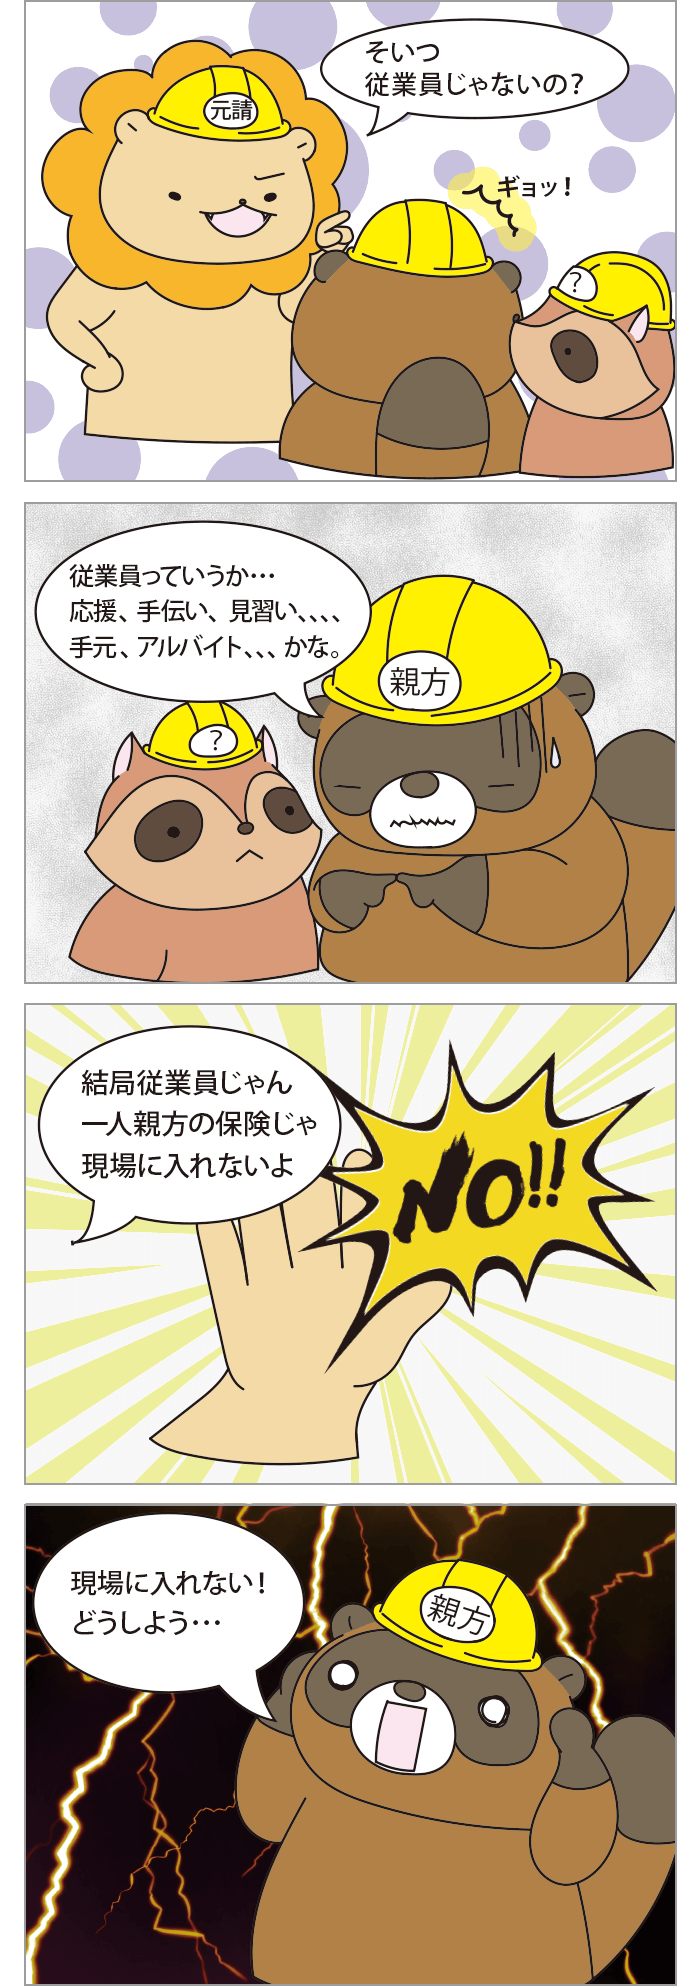 そいつ
従業員じゃないの?
元請
ギョッ!
?
従業員っていうか…
応援、手伝い、見習い、、、、
手元、アルバイト、、、かな。
親方
?
結局従業員じゃん
一人親方の保険じゃ
現場に入れないよ
NO!!
現場に入れない!
どうしよう…
親方